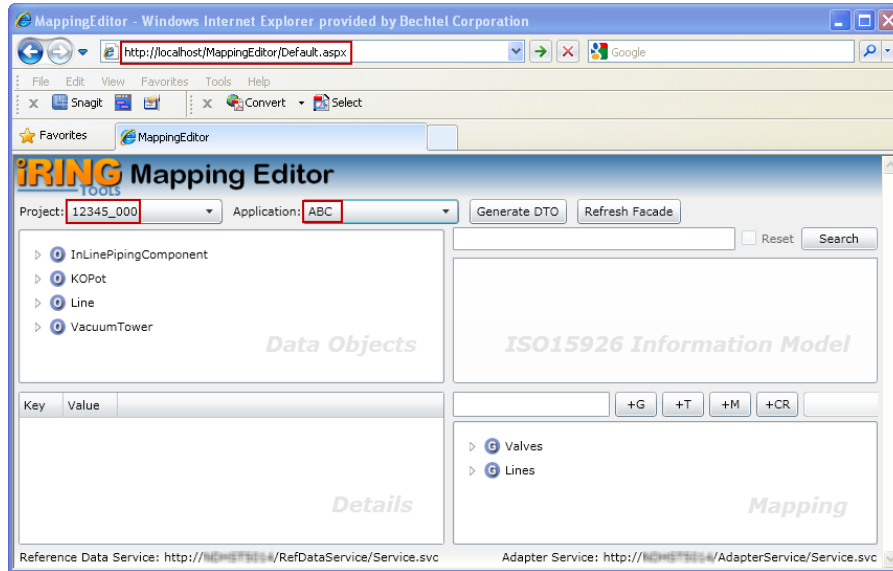 MappingEditor - Windows Internet Explorer provided by Bechtel Corporation
http://localhost/MappingEditor/Default.aspx
Google
File Edit View Favorites Tools Help
x Snagit x Convert Select
Favorites MappingEditor
iRING TOOLS Mapping Editor
Project: 12345_000 Application: ABC Generate DTO Refresh Facade
Reset Search
InLinePipingComponent
KOPot
Line
VacuumTower
Data Objects
ISO15926 Information Model
Key Value
+G +T +M +CR
G Valves
G Lines
Details
Mapping
Reference Data Service: http:// /RefDataService/Service.svc Adapter Service: http:// /AdapterService/Service.svc